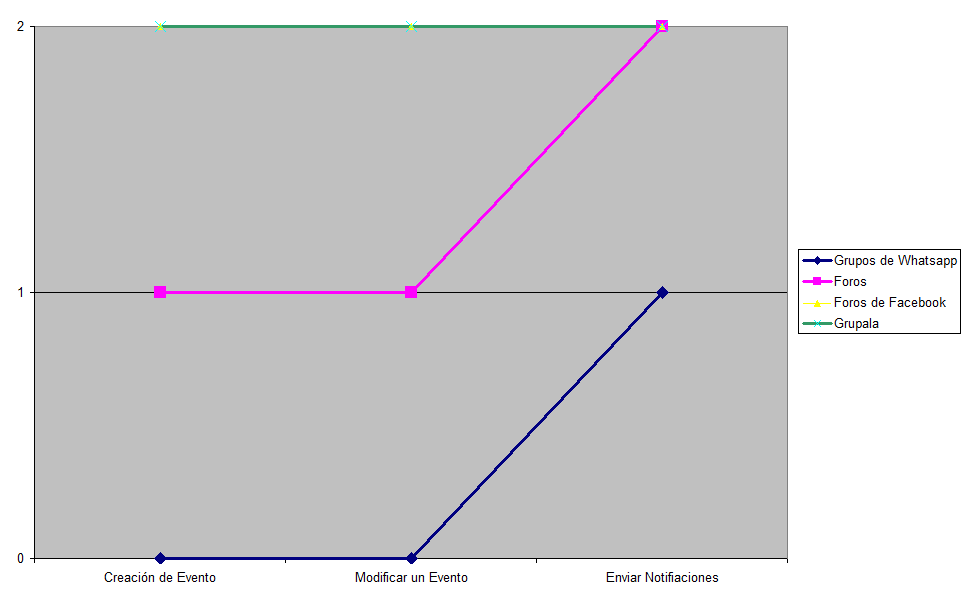 2
1
0
Creación de Evento
Modificar un Evento
Enviar Notifiaciones
Grupos de Whatsapp
Foros
Foros de Facebook
Grupala